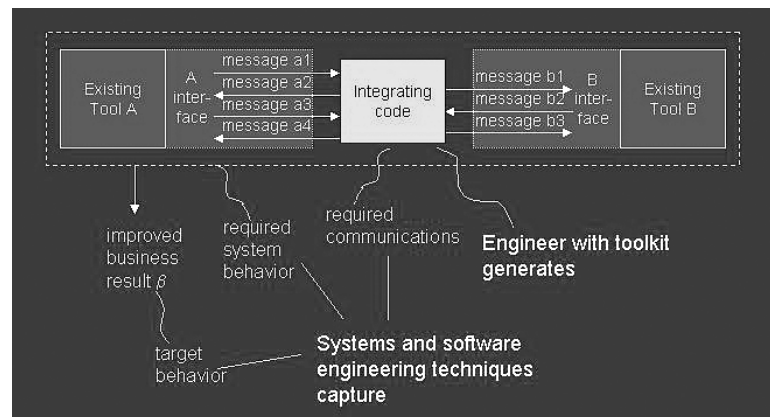 Existing
Tool A
A
inter-
face
message a1
message a2
message a3
message a4
Integrating
code
message b1
message b2
message b3
B
inter-
face
Existing
Tool B
improved
business
result β
required
system
behavior
required
communications
Engineer with toolkit
generates
target
behavior
Systems and software
engineering techniques
capture